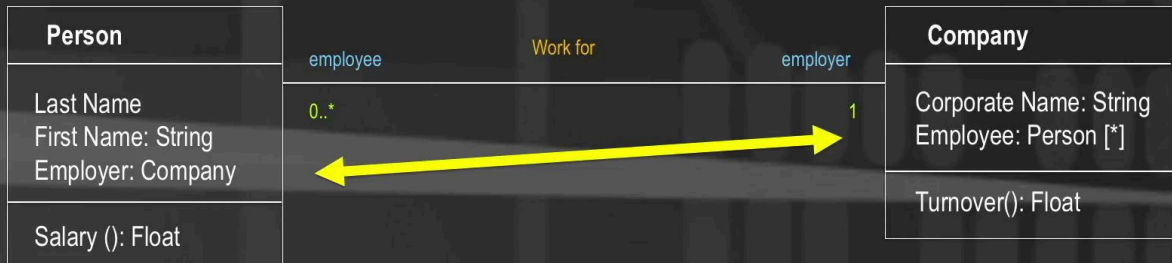 Person
Last Name
First Name: String
Employer: Company
Salary (): Float
employee
Work for
employer
0..*
1
Company
Corporate Name: String
Employee: Person [*]
Turnover(): Float